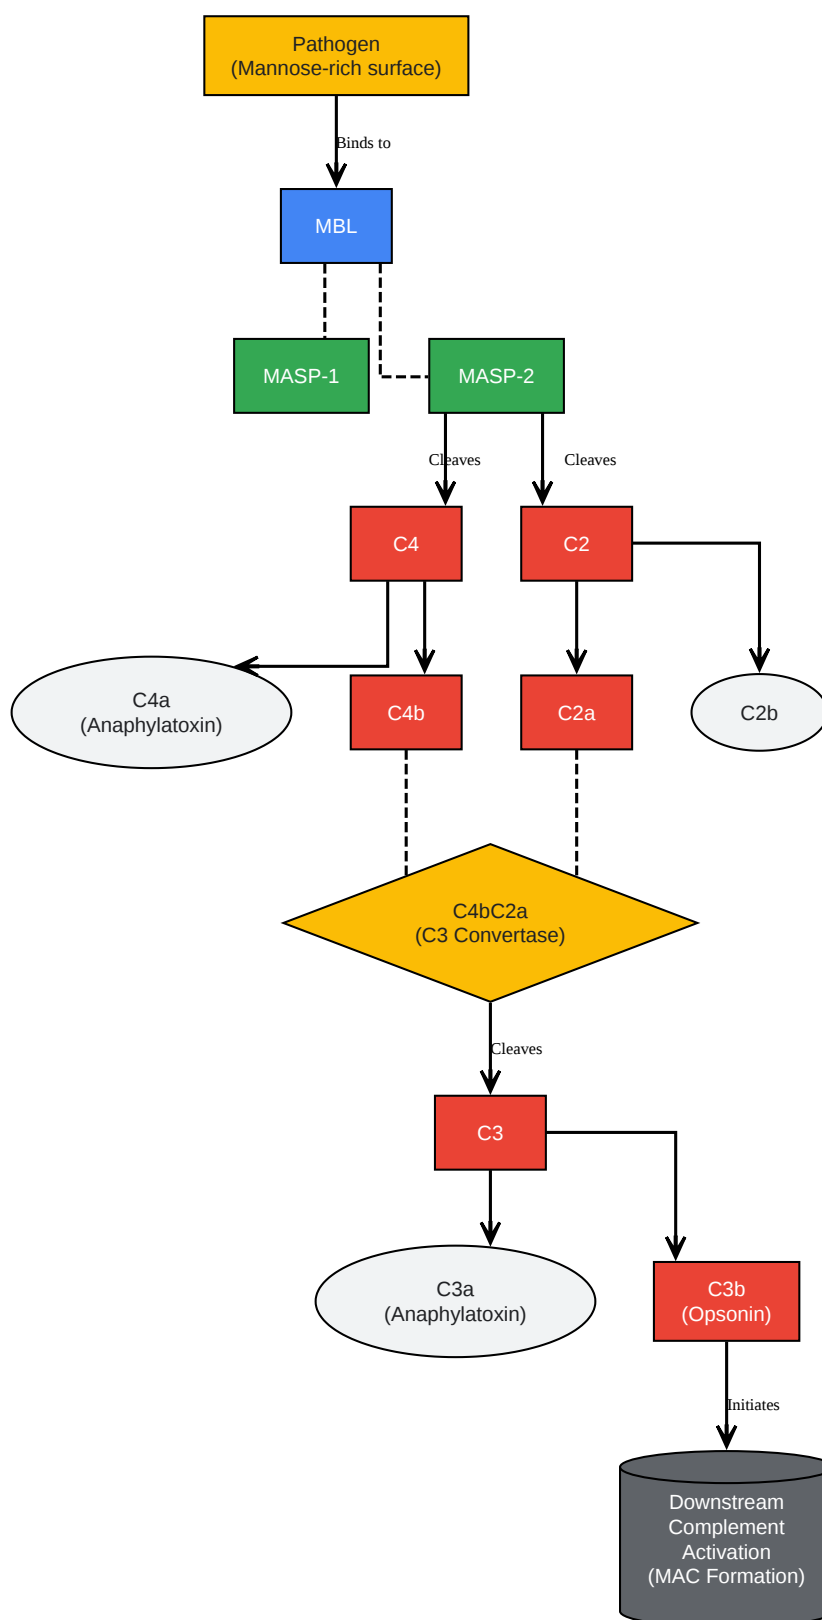 Pathogen
(Mannose-rich surface)
Binds to
MBL
MASP-1
MASP-2
Cleaves
Cleaves
C4
C2
C4a
(Anaphylatoxin)
C4b
C2a
C2b
C4bC2a
(C3 Convertase)
Cleaves
C3
C3a
(Anaphylatoxin)
C3b
(Opsonin)
Initiates
Downstream
Complement
Activation
(MAC Formation)